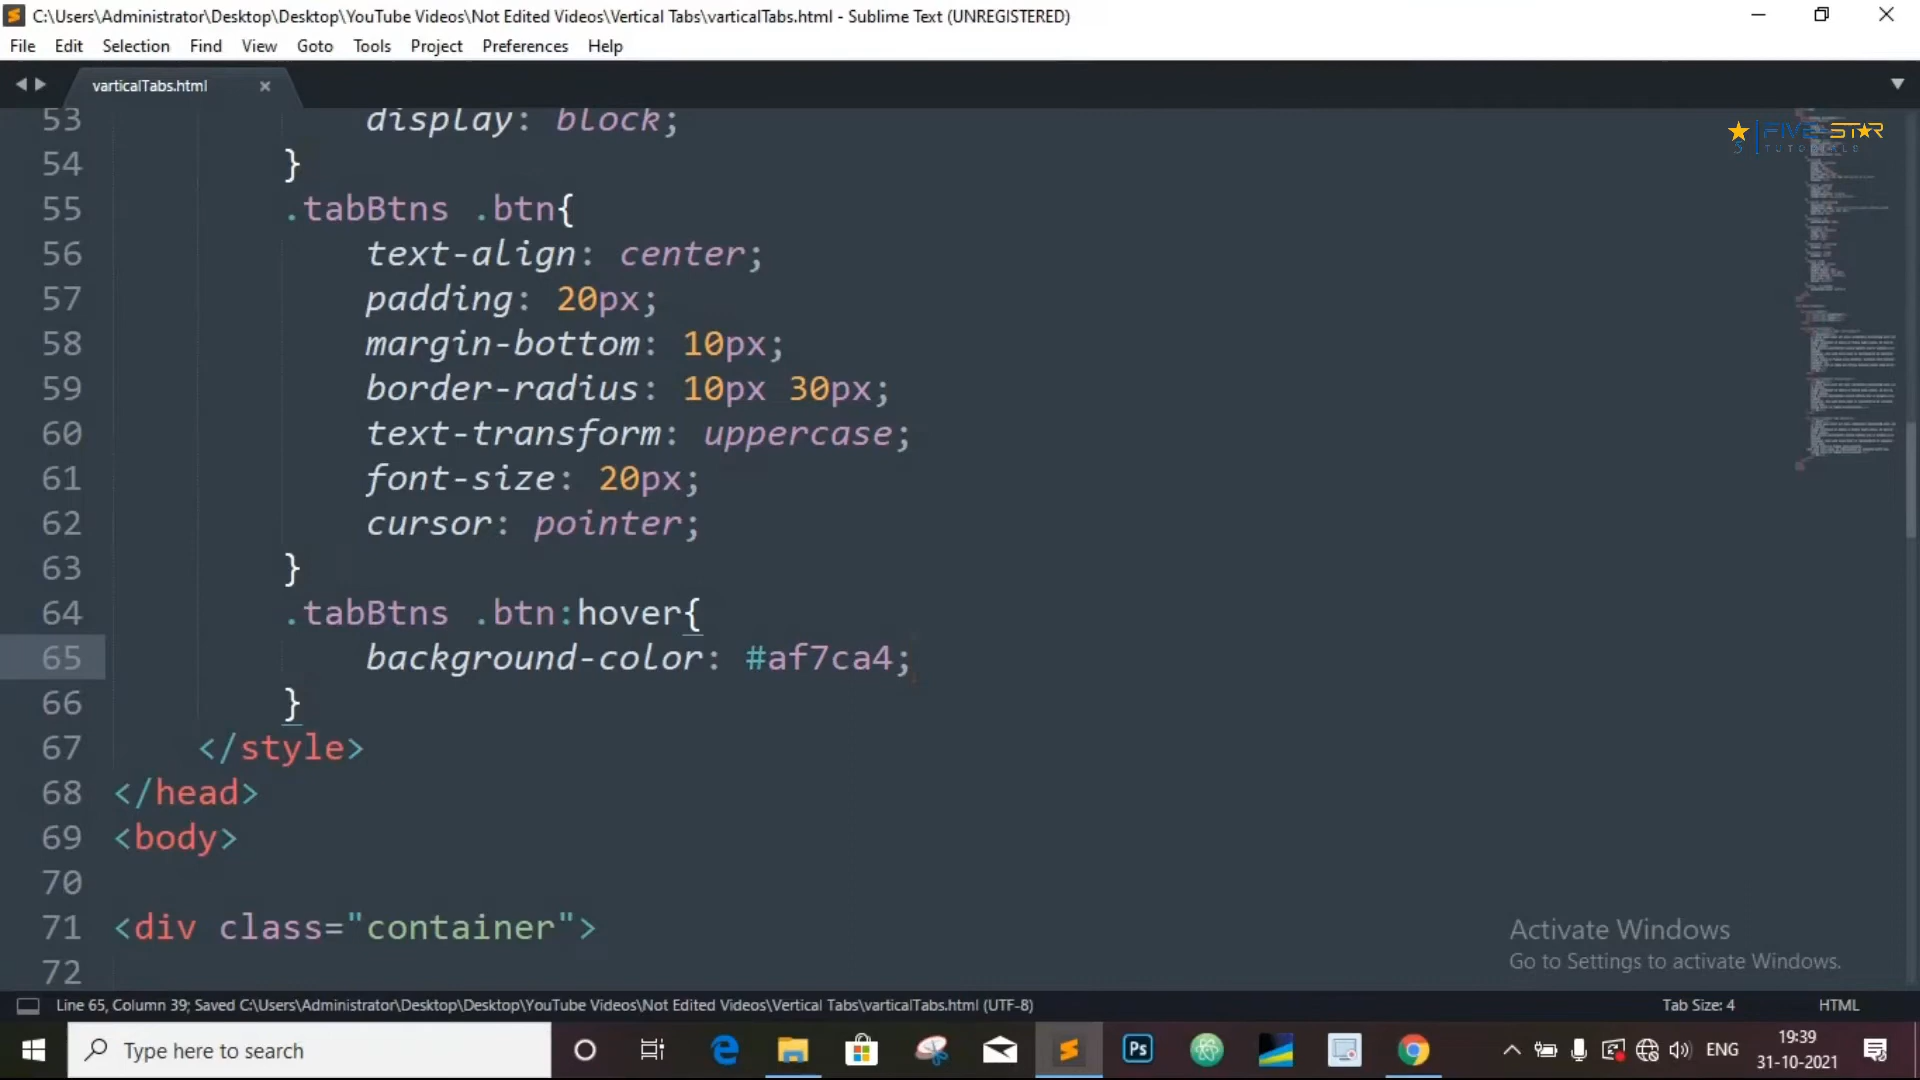 C:\Users\Administrator\Desktop\Desktop\YouTube Videos\Not Edited Videos\Vertical Tabs\varticalTabs.html - Sublime Text (UNREGISTERED)
File Edit Selection Find View Goto Tools Project Preferences Help
varticalTabs.html
53 display: block;
54 }
55 .tabBtns .btn{
56 text-align: center;
57 padding: 20px;
58 margin-bottom: 10px;
59 border-radius: 10px 30px;
60 text-transform: uppercase;
61 font-size: 20px;
62 cursor: pointer;
63 }
64 .tabBtns .btn:hover{
65 background-color: #af7ca4;
66 }
67 </style>
68 </head>
69 <body>
70
71 <div class="container">
72
5 FIVE STAR
TUTORIALS
Activate Windows
Go to Settings to activate Windows.
Line 65, Column 39; Saved C:\Users\Administrator\Desktop\Desktop\YouTube Videos\Not Edited Videos\Vertical Tabs\varticalTabs.html (UTF-8) Tab Size: 4 HTML
Type here to search
Ps
ENG
19:39
31-10-2021